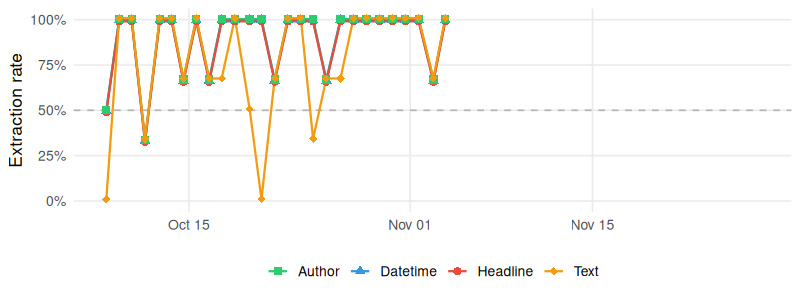 Extraction rate
100%
75%
50%
25%
0%
Oct 15
Nov 01
Nov 15
Author
Datetime
Headline
Text